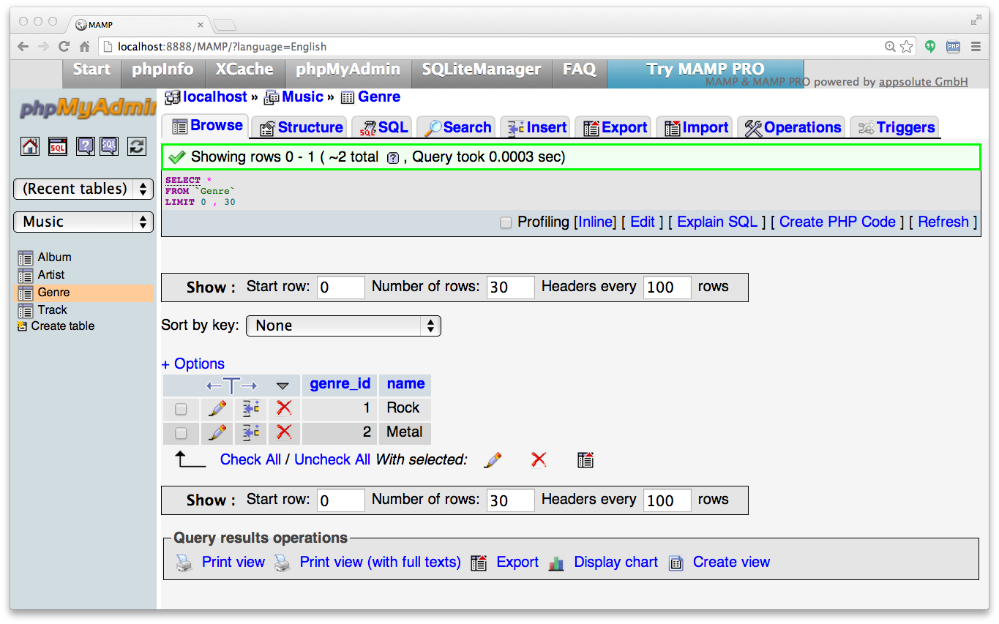 MAMP
localhost:8888/MAMP/?language=English
PHP
Start phpInfo XCache phpMyAdmin SQLiteManager FAQ Try MAMP PRO
MAMP & MAMP PRO powered by appsolute GmbH
phpMyAdmin
localhost » Music » Genre
Browse Structure SQL Search Insert Export Import Operations Triggers
SQL ? SQL
Showing rows 0 - 1 ( ~2 total ? , Query took 0.0003 sec)
SELECT *
FROM `Genre`
LIMIT 0 , 30
Profiling [Inline] [ Edit ] [ Explain SQL ] [ Create PHP Code ] [ Refresh ]
(Recent tables)
Music
Album
Artist
Genre
Track
Create table
Show : Start row: 0 Number of rows: 30 Headers every 100 rows
Sort by key: None
+ Options
←T→ genre_id name
1 Rock
2 Metal
Check All / Uncheck All With selected:
Show : Start row: 0 Number of rows: 30 Headers every 100 rows
Query results operations
Print view Print view (with full texts) Export Display chart Create view